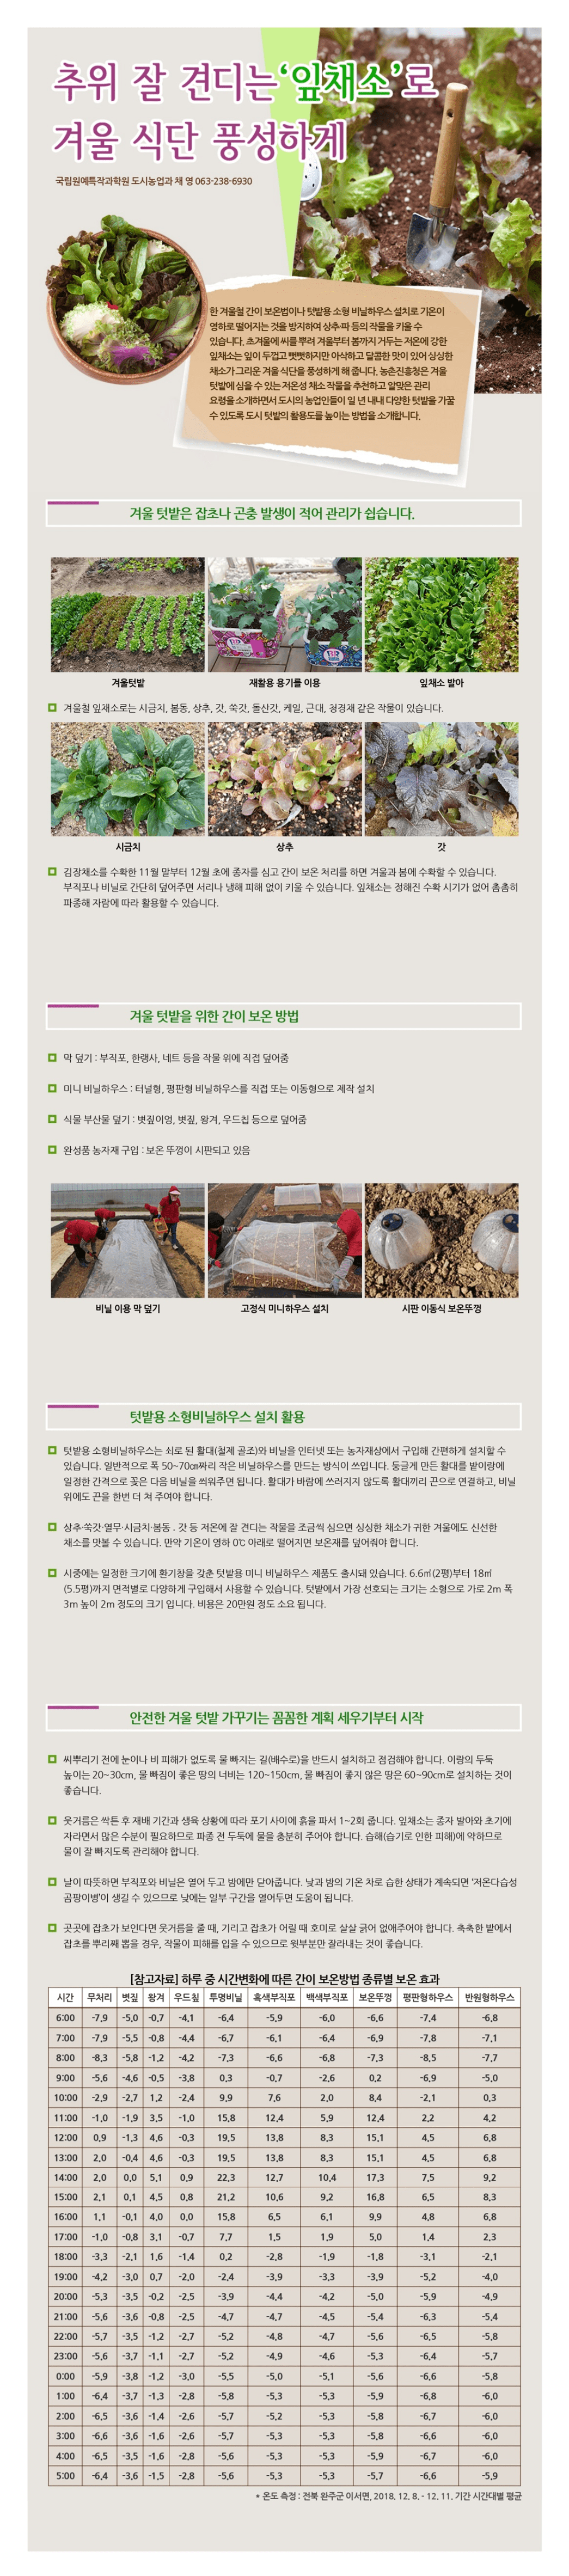 추위 잘 견디는 ‘잎채소’로
겨울 식단 풍성하게
국립원예특작과학원 도시농업과 채 영 063-238-6930
한 겨울철 간이 보온법이나 텃밭용 소형 비닐하우스 설치로 기온이
영하로 떨어지는 것을 방지하여 상추·파 등의 작물을 키울 수
있습니다. 초겨울에 씨를 뿌려 겨울부터 봄까지 거두는 저온에 강한
잎채소는 잎이 두껍고 뻣뻣하지만 아삭하고 달콤한 맛이 있어 싱싱한
채소가 그리운 겨울 식단을 풍성하게 해 줍니다. 농촌진흥청은 겨울
텃밭에 심을 수 있는 저온성 채소 작물을 추천하고 알맞은 관리
요령을 소개하면서 도시의 농업인들이 일 년 내내 다양한 텃밭을 가꿀
수 있도록 도시 텃밭의 활용도를 높이는 방법을 소개합니다.
겨울 텃밭은 잡초나 곤충 발생이 적어 관리가 쉽습니다.
겨울텃밭 재활용 용기를 이용 잎채소 발아
겨울철 잎채소로는 시금치, 봄동, 상추, 갓, 쑥갓, 돌산갓, 케일, 근대, 청경채 같은 작물이 있습니다.
시금치 상추 갓
김장채소를 수확한 11월 말부터 12월 초에 종자를 심고 간이 보온 처리를 하면 겨울과 봄에 수확할 수 있습니다.
부직포나 비닐로 간단히 덮어주면 서리나 냉해 피해 없이 키울 수 있습니다. 잎채소는 정해진 수확 시기가 없어 촘촘히
파종해 자람에 따라 활용할 수 있습니다.
겨울 텃밭을 위한 간이 보온 방법
막 덮기 : 부직포, 한랭사, 네트 등을 작물 위에 직접 덮어줌
미니 비닐하우스 : 터널형, 평판형 비닐하우스를 직접 또는 이동형으로 제작 설치
식물 부산물 덮기 : 볏짚이엉, 볏짚, 왕겨, 우드칩 등으로 덮어줌
완성품 농자재 구입 : 보온 뚜껑이 시판되고 있음
비닐 이용 막 덮기 고정식 미니하우스 설치 시판 이동식 보온뚜껑
텃밭용 소형비닐하우스 설치 활용
텃밭용 소형비닐하우스는 쇠로 된 활대(철제 골조)와 비닐을 인터넷 또는 농자재상에서 구입해 간편하게 설치할 수
있습니다. 일반적으로 폭 50~70㎝짜리 작은 비닐하우스를 만드는 방식이 쓰입니다. 둥글게 만든 활대를 밭이랑에
일정한 간격으로 꽂은 다음 비닐을 씌워주면 됩니다. 활대가 바람에 쓰러지지 않도록 활대끼리 끈으로 연결하고, 비닐
위에도 끈을 한번 더 쳐 주여야 합니다.
상추·쑥갓·열무·시금치·봄동 . 갓 등 저온에 잘 견디는 작물을 조금씩 심으면 싱싱한 채소가 귀한 겨울에도 신선한
채소를 맛볼 수 있습니다. 만약 기온이 영하 0℃ 아래로 떨어지면 보온재를 덮어줘야 합니다.
시중에는 일정한 크기에 환기창을 갖춘 텃밭용 미니 비닐하우스 제품도 출시돼 있습니다. 6.6㎡(2평)부터 18㎡
(5.5평)까지 면적별로 다양하게 구입해서 사용할 수 있습니다. 텃밭에서 가장 선호되는 크기는 소형으로 가로 2m 폭
3m 높이 2m 정도의 크기 입니다. 비용은 20만원 정도 소요 됩니다.
안전한 겨울 텃밭 가꾸기는 꼼꼼한 계획 세우기부터 시작
씨뿌리기 전에 눈이나 비 피해가 없도록 물 빠지는 길(배수로)을 반드시 설치하고 점검해야 합니다. 이랑의 두둑
높이는 20~30cm, 물 빠짐이 좋은 땅의 너비는 120~150cm, 물 빠짐이 좋지 않은 땅은 60~90cm로 설치하는 것이
좋습니다.
웃거름은 싹튼 후 재배 기간과 생육 상황에 따라 포기 사이에 흙을 파서 1~2회 줍니다. 잎채소는 종자 발아와 초기에
자라면서 많은 수분이 필요하므로 파종 전 두둑에 물을 충분히 주어야 합니다. 습해(습기로 인한 피해)에 약하므로
물이 잘 빠지도록 관리해야 합니다.
날이 따뜻하면 부직포와 비닐은 열어 두고 밤에만 닫아줍니다. 낮과 밤의 기온 차로 습한 상태가 계속되면 ‘저온다습성
곰팡이병’이 생길 수 있으므로 낮에는 일부 구간을 열어두면 도움이 됩니다.
곳곳에 잡초가 보인다면 웃거름을 줄 때, 기리고 잡초가 어릴 때 호미로 살살 긁어 없애주어야 합니다. 축축한 밭에서
잡초를 뿌리째 뽑을 경우, 작물이 피해를 입을 수 있으므로 윗부분만 잘라내는 것이 좋습니다.
[참고자료] 하루 중 시간변화에 따른 간이 보온방법 종류별 보온 효과
시간 무처리 볏짚 왕겨 우드칲 투명비닐 흑색부직포 백색부직포 보온뚜껑 평판형하우스 반원형하우스
6:00 -7.9 -5.0 -0.7 -4.1 -6.4 -5.9 -6.0 -6.6 -7.4 -6.8
7:00 -7.9 -5.5 -0.8 -4.4 -6.7 -6.1 -6.4 -6.9 -7.8 -7.1
8:00 -8.3 -5.8 -1.2 -4.2 -7.3 -6.6 -6.8 -7.3 -8.5 -7.7
9:00 -5.6 -4.6 -0.5 -3.8 0.3 -0.7 -2.6 0.2 -6.9 -5.0
10:00 -2.9 -2.7 1.2 -2.4 9.9 7.6 2.0 8.4 -2.1 0.3
11:00 -1.0 -1.9 3.5 -1.0 15.8 12.4 5.9 12.4 2.2 4.2
12:00 0.9 -1.3 4.6 -0.3 19.5 13.8 8.3 15.1 4.5 6.8
13:00 2.0 -0.4 4.6 -0.3 19.5 13.8 8.3 15.1 4.5 6.8
14:00 2.0 0.0 5.1 0.9 22.3 12.7 10.4 17.3 7.5 9.2
15:00 2.1 0.1 4.5 0.8 21.2 10.6 9.2 16.8 6.5 8.3
16:00 1.1 -0.1 4.0 0.0 15.8 6.5 6.1 9.9 4.8 6.8
17:00 -1.0 -0.8 3.1 -0.7 7.7 1.5 1.9 5.0 1.4 2.3
18:00 -3.3 -2.1 1.6 -1.4 0.2 -2.8 -1.9 -1.8 -3.1 -2.1
19:00 -4.2 -3.0 0.7 -2.0 -2.4 -3.9 -3.3 -3.9 -5.2 -4.0
20:00 -5.3 -3.5 -0.2 -2.5 -3.9 -4.4 -4.2 -5.0 -5.9 -4.9
21:00 -5.6 -3.6 -0.8 -2.5 -4.7 -4.7 -4.5 -5.4 -6.3 -5.4
22:00 -5.7 -3.5 -1.2 -2.7 -5.2 -4.8 -4.7 -5.6 -6.5 -5.8
23:00 -5.6 -3.7 -1.1 -2.7 -5.2 -4.9 -4.6 -5.3 -6.4 -5.7
0:00 -5.9 -3.8 -1.2 -3.0 -5.5 -5.0 -5.1 -5.6 -6.6 -5.8
1:00 -6.4 -3.7 -1.3 -2.8 -5.8 -5.3 -5.3 -5.9 -6.8 -6.0
2:00 -6.5 -3.6 -1.4 -2.6 -5.7 -5.2 -5.3 -5.8 -6.7 -6.0
3:00 -6.6 -3.6 -1.6 -2.6 -5.7 -5.3 -5.3 -5.8 -6.6 -6.0
4:00 -6.5 -3.5 -1.6 -2.8 -5.6 -5.3 -5.3 -5.9 -6.7 -6.0
5:00 -6.4 -3.6 -1.5 -2.8 -5.6 -5.3 -5.3 -5.7 -6.6 -5.9
* 온도 측정 : 전북 완주군 이서면, 2018. 12. 8. - 12. 11. 기간 시간대별 평균